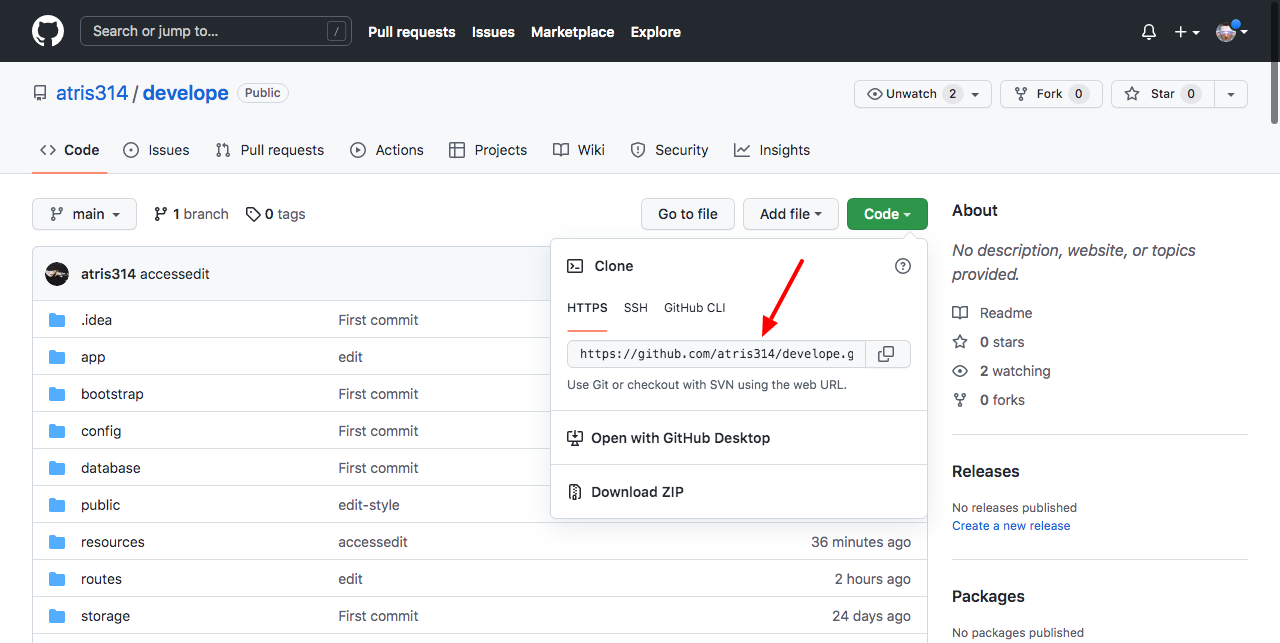 Search or jump to... /
Pull requests Issues Marketplace Explore
atris314 / develope Public
Unwatch 2 Fork 0 Star 0
Code Issues Pull requests Actions Projects Wiki Security Insights
main 1 branch 0 tags Go to file Add file Code
atris314 accessedit
.idea First commit
app edit
bootstrap First commit
config First commit
database First commit
public edit-style
resources accessedit 36 minutes ago
routes edit 2 hours ago
storage First commit 24 days ago
Clone
HTTPS SSH GitHub CLI
https://github.com/atris314/develope.g
Use Git or checkout with SVN using the web URL.
Open with GitHub Desktop
Download ZIP
About
No description, website, or topics
provided.
Readme
0 stars
2 watching
0 forks
Releases
No releases published
Create a new release
Packages
No packages published